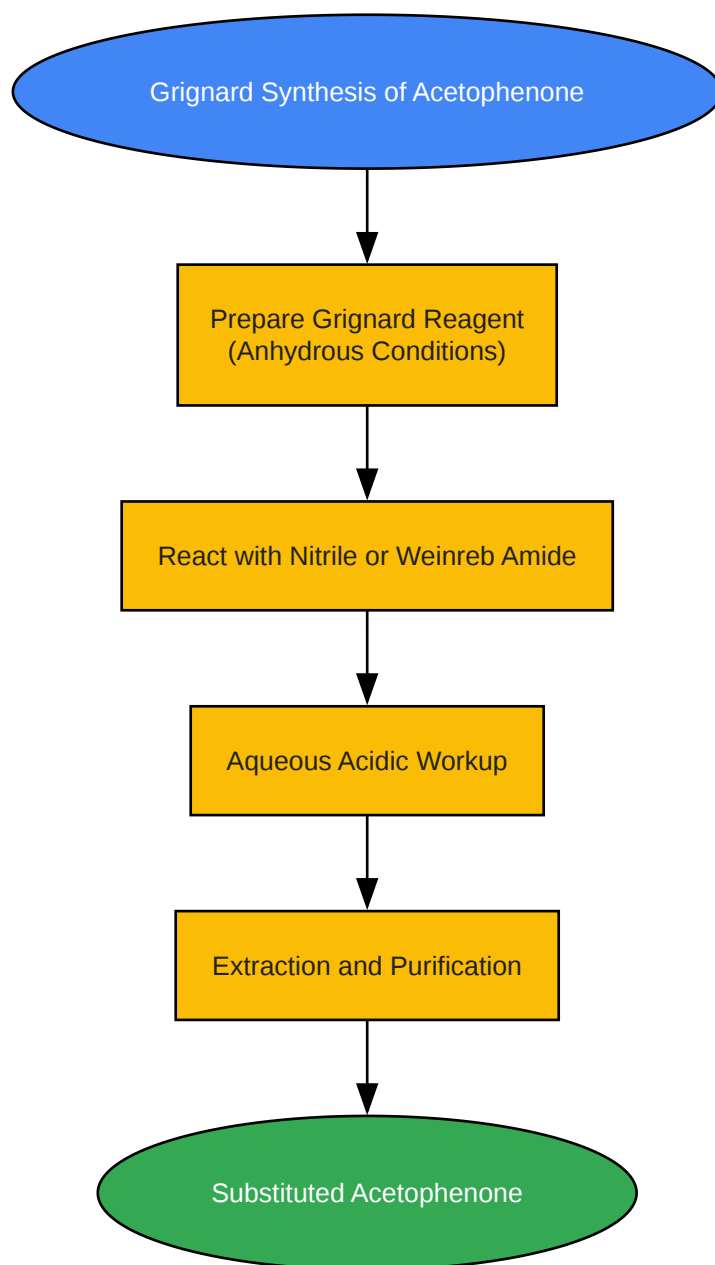 Grignard Synthesis of Acetophenone
Prepare Grignard Reagent
(Anhydrous Conditions)
React with Nitrile or Weinreb Amide
Aqueous Acidic Workup
Extraction and Purification
Substituted Acetophenone